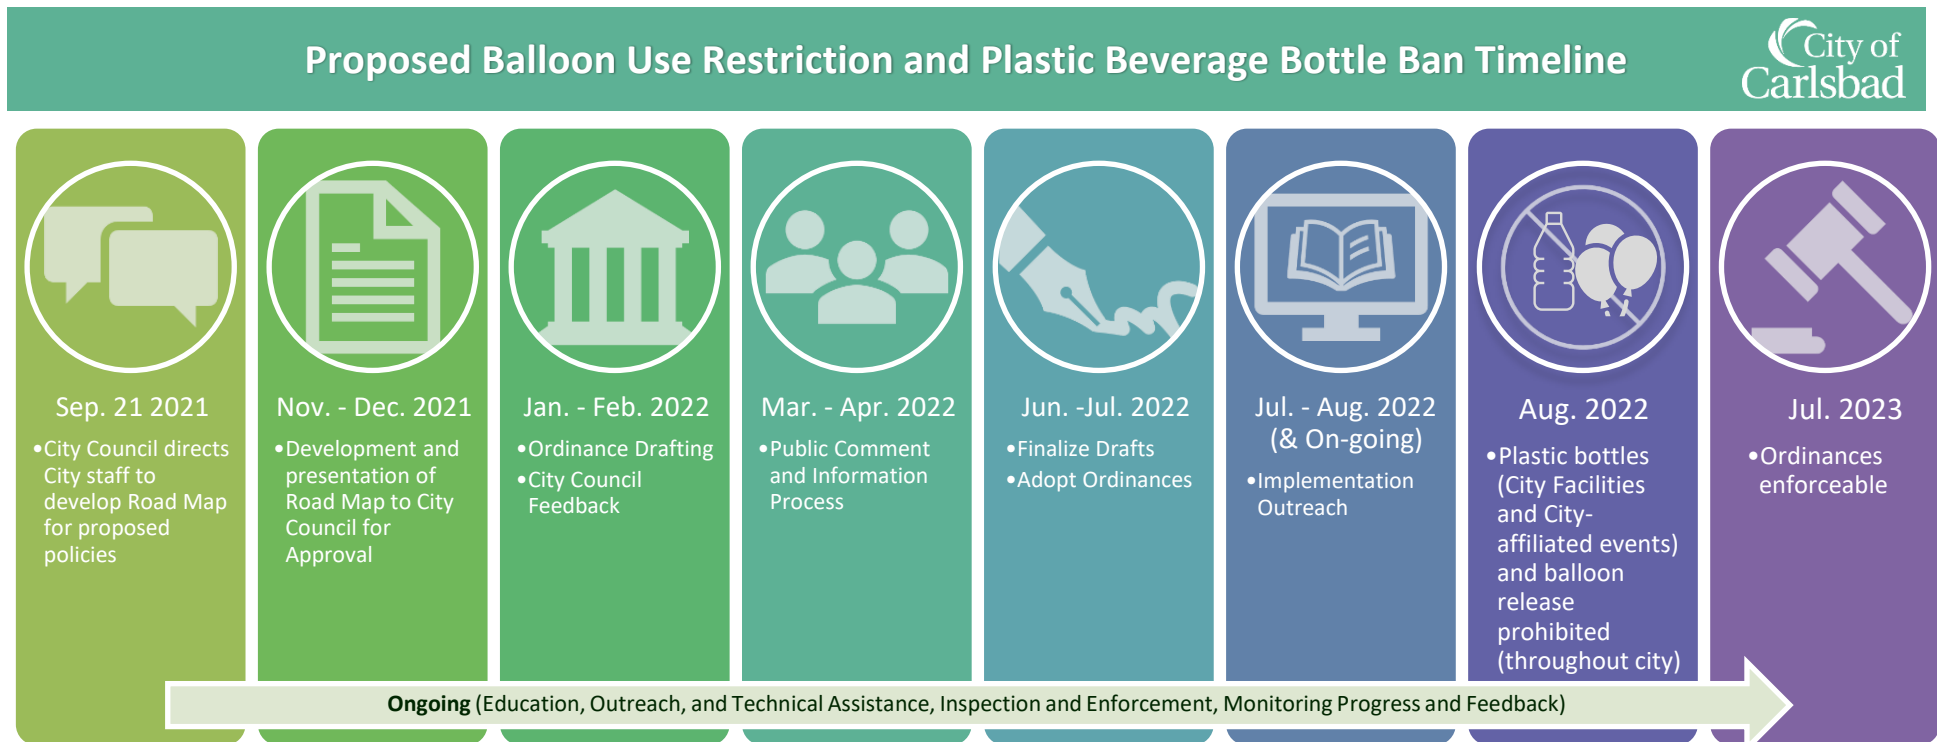 Proposed Balloon Use Restriction and Plastic Beverage Bottle Ban Timeline
City of
Carlsbad
Sep. 21 2021
•City Council directs
City staff to
develop Road Map
for proposed
policies
Nov. - Dec. 2021
•Development and
presentation of
Road Map to City
Council for
Approval
Jan. - Feb. 2022
•Ordinance Drafting
•City Council
Feedback
Mar. - Apr. 2022
•Public Comment
and Information
Process
Jun. -Jul. 2022
•Finalize Drafts
•Adopt Ordinances
Jul. - Aug. 2022
(& On-going)
•Implementation
Outreach
Aug. 2022
•Plastic bottles
(City Facilities
and City-
affiliated events)
and balloon
release
prohibited
(throughout city)
Jul. 2023
•Ordinances
enforceable
Ongoing (Education, Outreach, and Technical Assistance, Inspection and Enforcement, Monitoring Progress and Feedback)